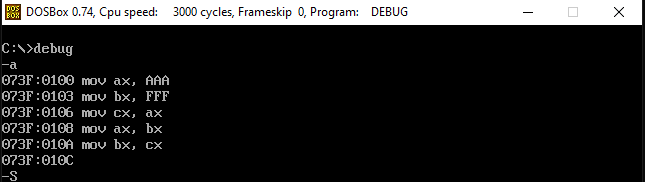 DOS
BOX
DOSBox 0.74, Cpu speed: 3000 cycles, Frameskip 0, Program: DEBUG
C:\>debug
-a
073F:0100 mov ax, AAA
073F:0103 mov bx, FFF
073F:0106 mov cx, ax
073F:0108 mov ax, bx
073F:010A mov bx, cx
073F:010C
-S